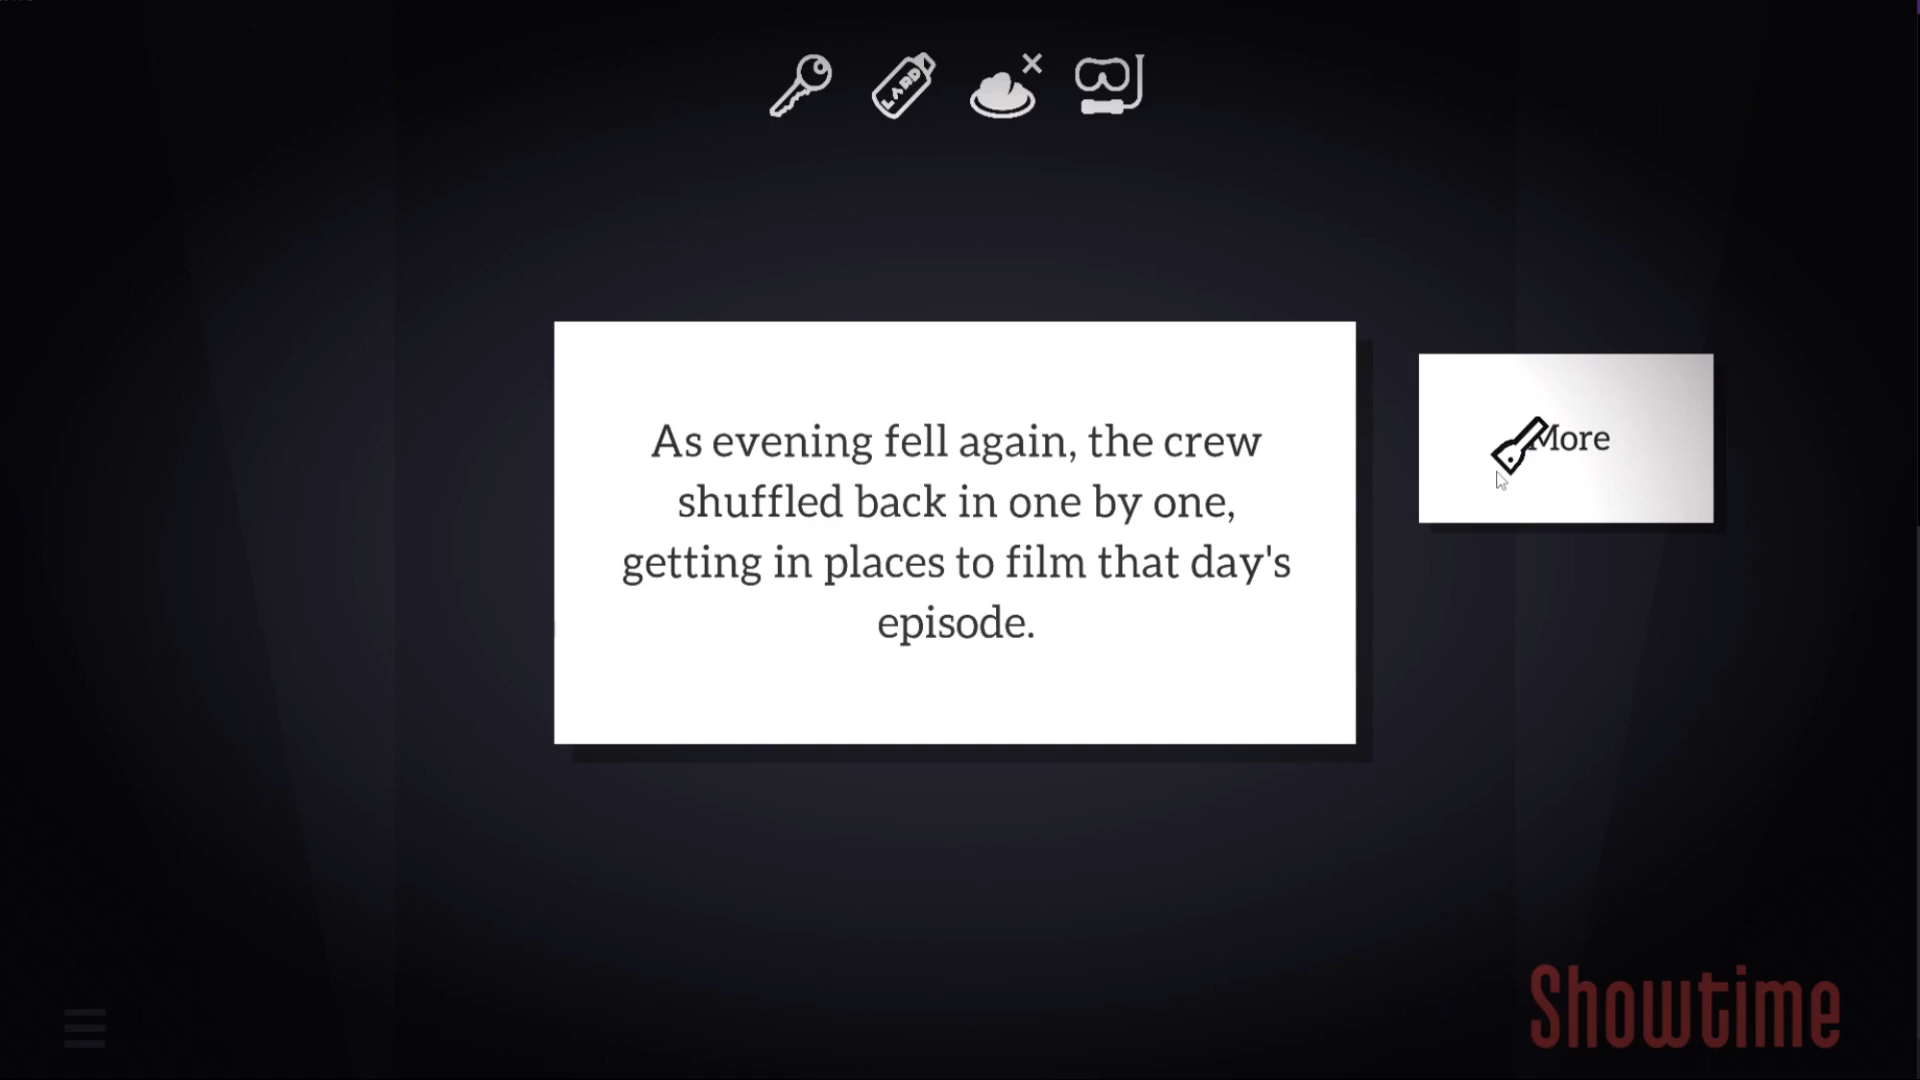 LARD
As evening fell again, the crew
shuffled back in one by one,
getting in places to film that day's
episode.
More
Showtime